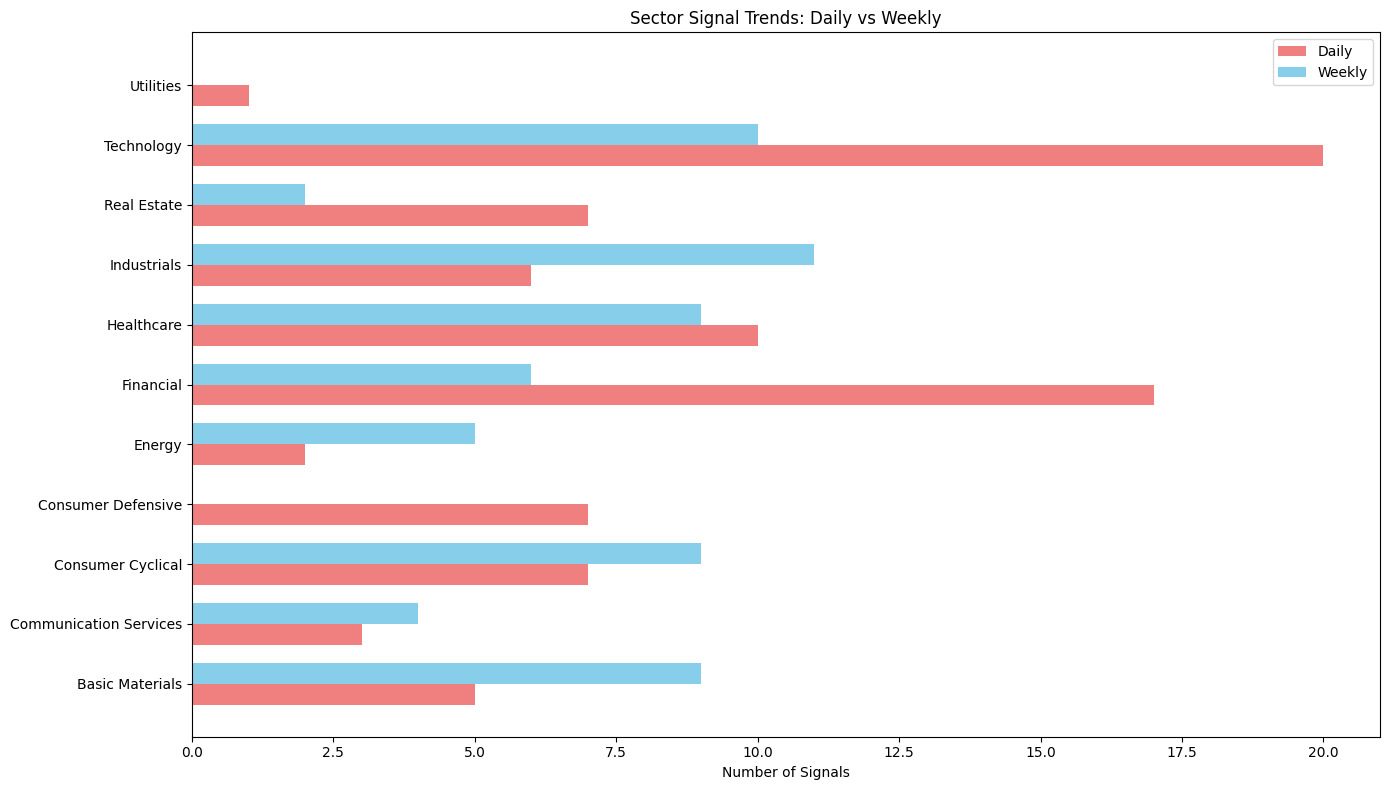 Sector Signal Trends: Daily vs Weekly
Daily
Weekly
Utilities
Technology
Real Estate
Industrials
Healthcare
Financial
Energy
Consumer Defensive
Consumer Cyclical
Communication Services
Basic Materials
0.0 2.5 5.0 7.5 10.0 12.5 15.0 17.5 20.0
Number of Signals